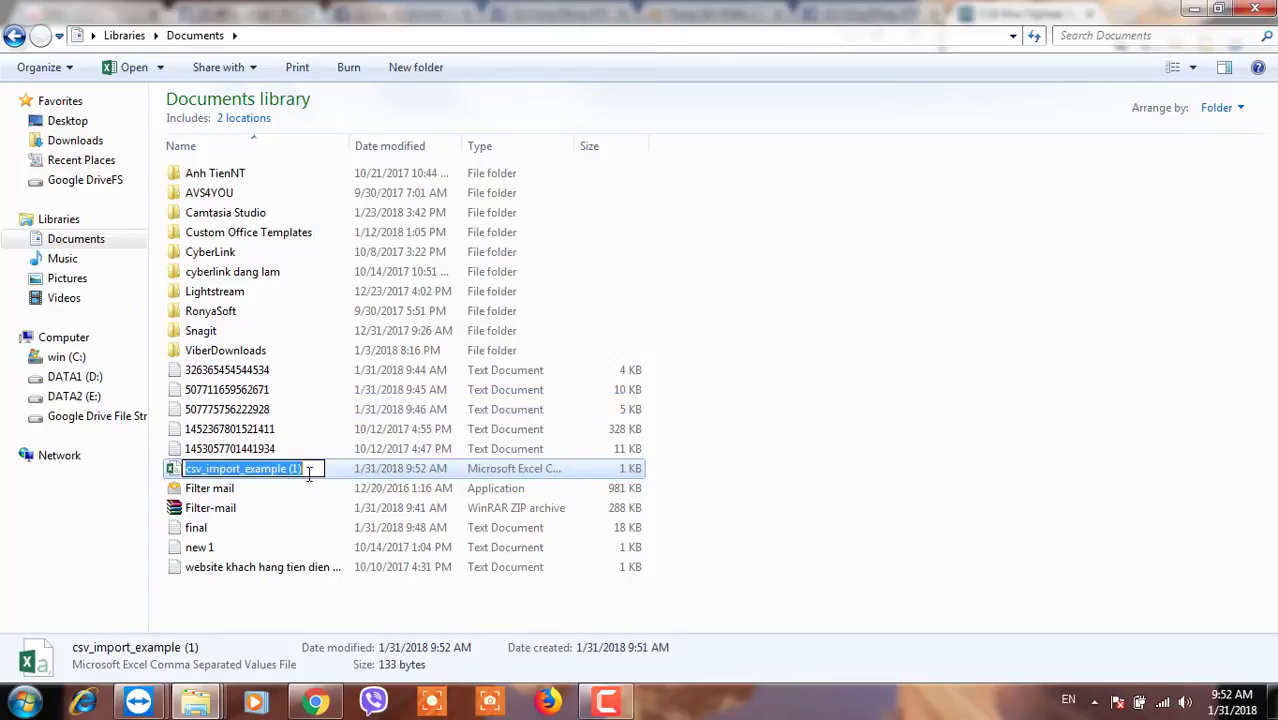 Libraries Documents Search Documents
Organize Open Share with Print Burn New folder
Documents library
Includes: 2 locations
Arrange by: Folder
Name Date modified Type Size
Favorites
Desktop
Downloads
Recent Places
Google DriveFS
Libraries
Documents
Music
Pictures
Videos
Computer
win (C:)
DATA1 (D:)
DATA2 (E:)
Google Drive File Str
Network
Anh TienNT 10/21/2017 10:44 ... File folder
AVS4YOU 9/30/2017 7:01 AM File folder
Camtasia Studio 1/23/2018 3:42 PM File folder
Custom Office Templates 1/12/2018 1:05 PM File folder
CyberLink 10/8/2017 3:22 PM File folder
cyberlink dang lam 10/14/2017 10:51 ... File folder
Lightstream 12/23/2017 4:02 PM File folder
RonyaSoft 9/30/2017 5:51 PM File folder
Snagit 12/31/2017 9:26 AM File folder
ViberDownloads 1/3/2018 8:16 PM File folder
326365454544534 1/31/2018 9:44 AM Text Document 4 KB
507711659562671 1/31/2018 9:45 AM Text Document 10 KB
507775756222928 1/31/2018 9:46 AM Text Document 5 KB
1452367801521411 10/12/2017 4:55 PM Text Document 328 KB
1453057701441934 10/12/2017 4:47 PM Text Document 11 KB
csv_import_example (1) 1/31/2018 9:52 AM Microsoft Excel C... 1 KB
Filter mail 12/20/2016 1:16 AM Application 981 KB
Filter-mail 1/31/2018 9:41 AM WinRAR ZIP archive 288 KB
final 1/31/2018 9:48 AM Text Document 18 KB
new 1 10/14/2017 1:04 PM Text Document 1 KB
website khach hang tien dien ... 10/10/2017 4:31 PM Text Document 1 KB
csv_import_example (1) Date modified: 1/31/2018 9:52 AM Date created: 1/31/2018 9:51 AM
Microsoft Excel Comma Separated Values File Size: 133 bytes
EN 9:52 AM
1/31/2018